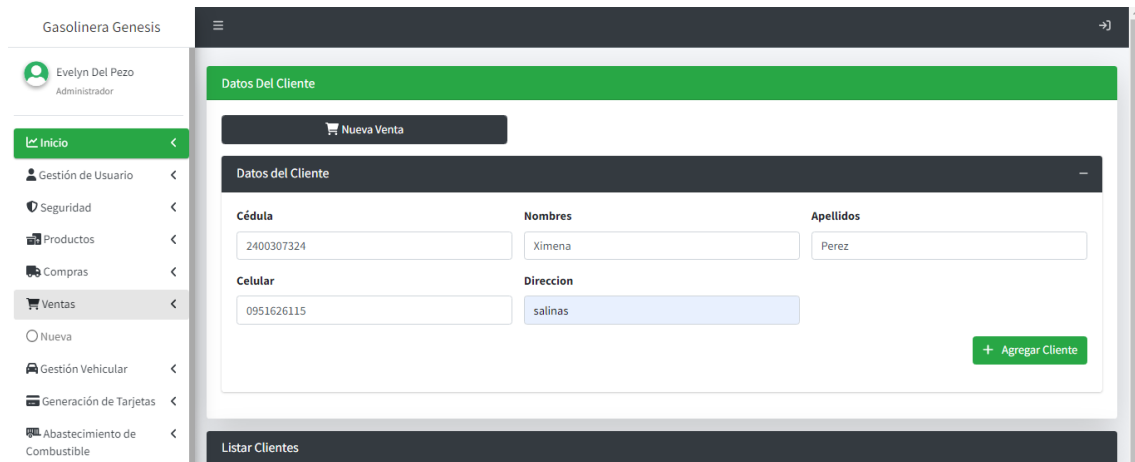 Gasolinera Genesis
Evelyn Del Pezo
Administrador
Inicio
Gestión de Usuario
Seguridad
Productos
Compras
Ventas
Nueva
Gestión Vehicular
Generación de Tarjetas
Abastecimiento de
Combustible
Datos Del Cliente
Nueva Venta
Datos del Cliente
Cédula
Nombres
Apellidos
2400307324
Ximena
Perez
Celular
Direccion
0951626115
salinas
+ Agregar Cliente
Listar Clientes